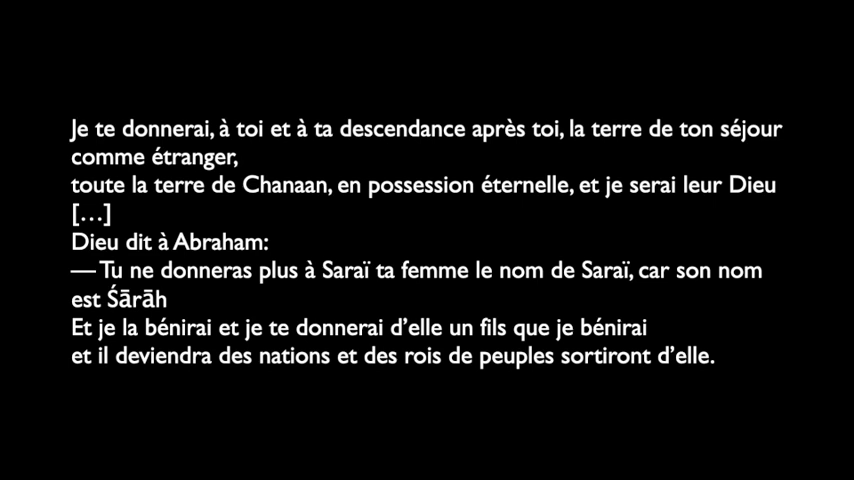 Je te donnerai, à toi et à ta descendance après toi, la terre de ton séjour
comme étranger,
toute la terre de Chanaan, en possession éternelle, et je serai leur Dieu
[…]
Dieu dit à Abraham:
— Tu ne donneras plus à Saraï ta femme le nom de Saraï, car son nom
est Śārāh
Et je la bénirai et je te donnerai d’elle un fils que je bénirai
et il deviendra des nations et des rois de peuples sortiront d’elle.